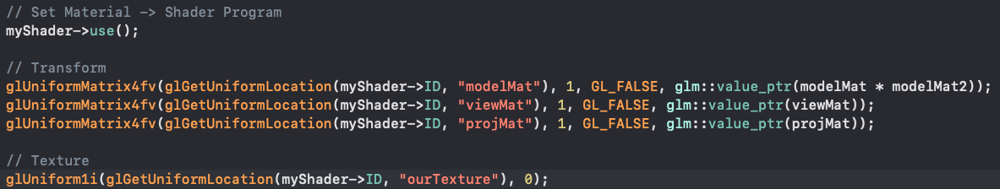 // Set Material -> Shader Program
myShader->use();
// Transform
glUniformMatrix4fv(glGetUniformLocation(myShader->ID, "modelMat"), 1, GL_FALSE, glm::value_ptr(modelMat * modelMat2));
glUniformMatrix4fv(glGetUniformLocation(myShader->ID, "viewMat"), 1, GL_FALSE, glm::value_ptr(viewMat));
glUniformMatrix4fv(glGetUniformLocation(myShader->ID, "projMat"), 1, GL_FALSE, glm::value_ptr(projMat));
// Texture
glUniform1i(glGetUniformLocation(myShader->ID, "ourTexture"), 0);